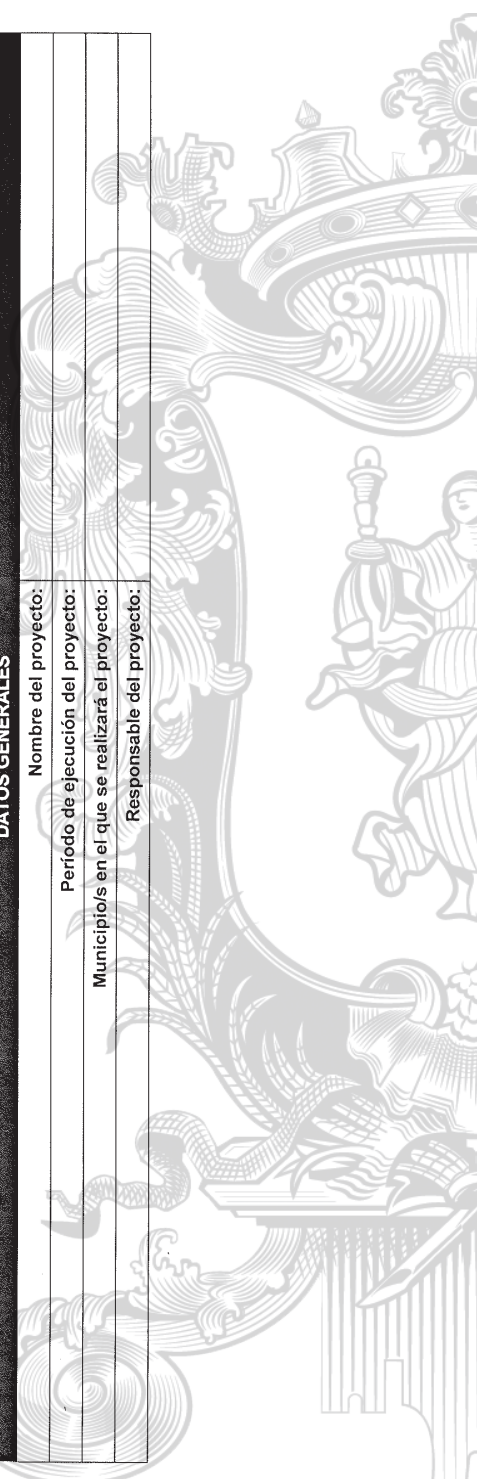 DATOS GENERALES
Nombre del proyecto:
Período de ejecución del proyecto:
Municipio/s en el que se realizará el proyecto:
Responsable del proyecto: